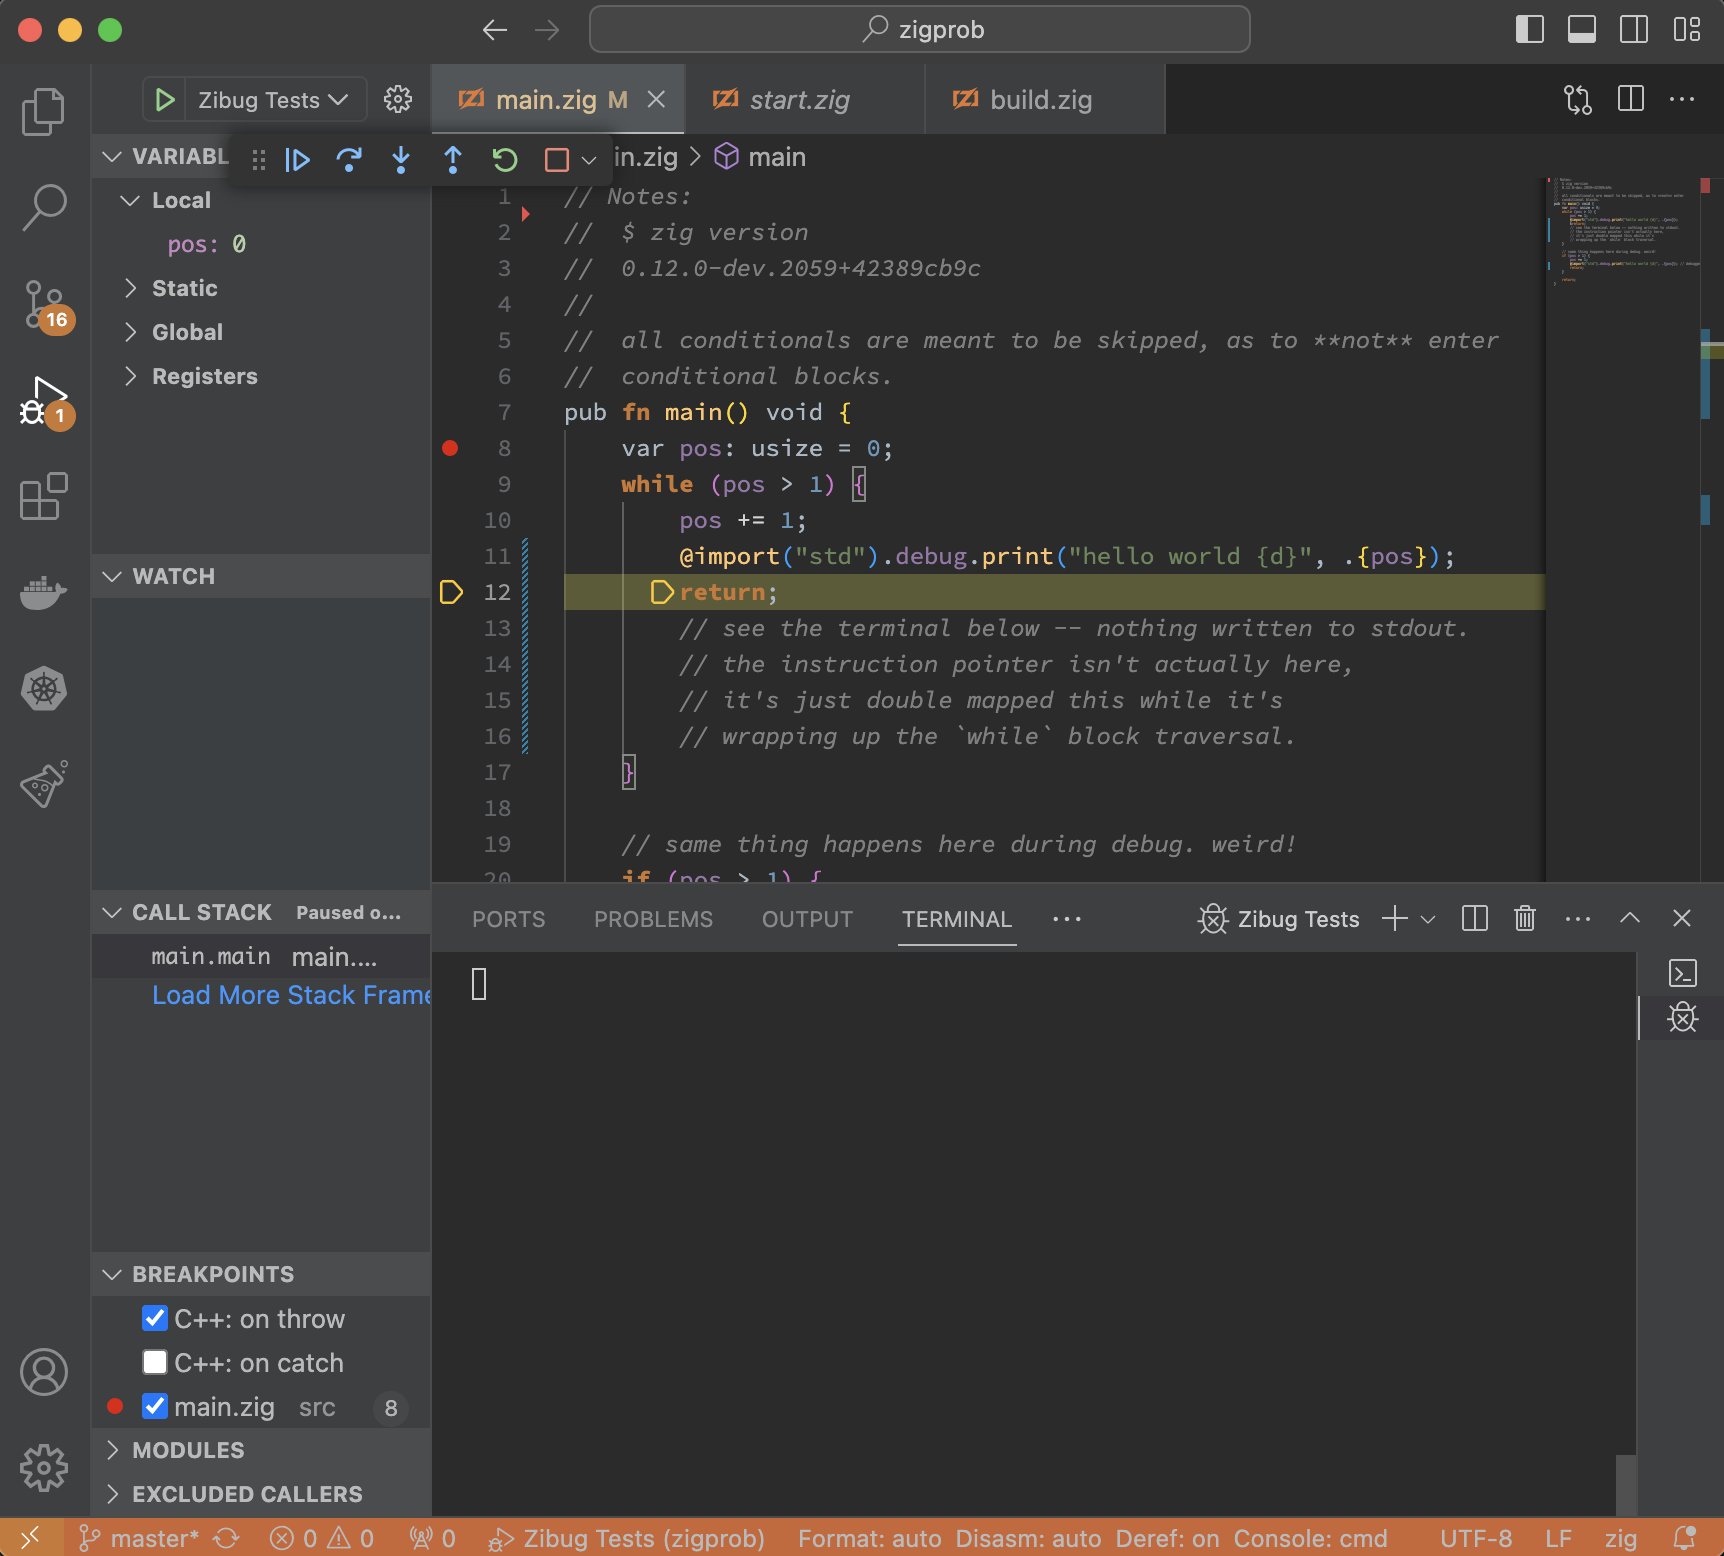 zigprob
Zibug Tests
main.zig M
start.zig
build.zig
VARIABL
in.zig > main
Local
pos: 0
Static
Global
Registers
16
1
WATCH
CALL STACK Paused o...
main.main main....
Load More Stack Frame
BREAKPOINTS
C++: on throw
C++: on catch
main.zig src 8
MODULES
EXCLUDED CALLERS
1 // Notes:
2 // $ zig version
3 // 0.12.0-dev.2059+42389cb9c
4 //
5 // all conditionals are meant to be skipped, as to **not** enter
6 // conditional blocks.
7 pub fn main() void {
8 var pos: usize = 0;
9 while (pos > 1) {
10 pos += 1;
11 @import("std").debug.print("hello world {d}", .{pos});
12 return;
13 // see the terminal below -- nothing written to stdout.
14 // the instruction pointer isn't actually here,
15 // it's just double mapped this while it's
16 // wrapping up the `while` block traversal.
17 }
18
19 // same thing happens here during debug. weird!
20 if (pos > 1) {
PORTS PROBLEMS OUTPUT TERMINAL ...
Zibug Tests
master* 0 0 0 Zibug Tests (zigprob) Format: auto Disasm: auto Deref: on Console: cmd UTF-8 LF zig